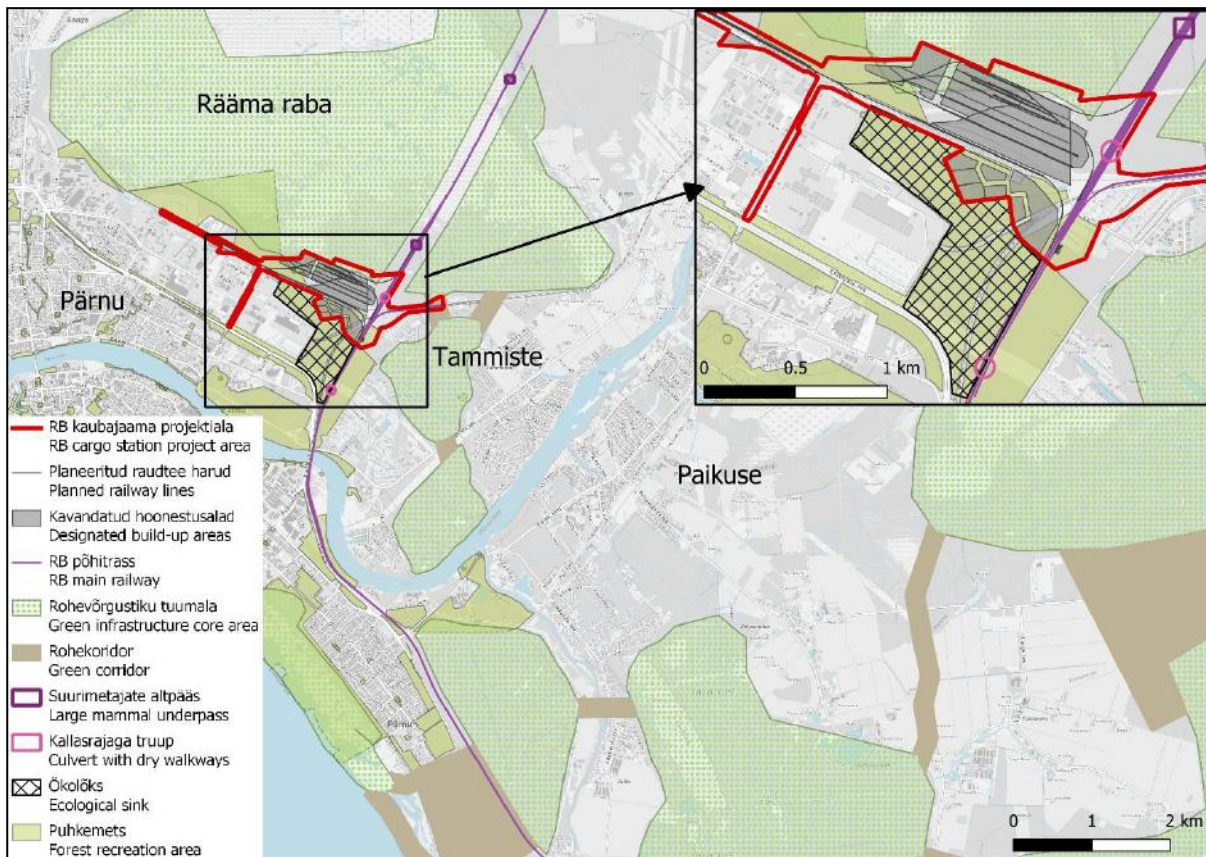 Rääma raba
Pärnu
Tammiste
Paikuse
0 0.5 1 km
RB kaubajaama projektiala
RB cargo station project area
Planeeritud raudtee harud
Planned railway lines
Kavandatud hoonestusalad
Designated build-up areas
RB põhitrass
RB main railway
Rohevõrgustiku tuumala
Green infrastructure core area
Rohekoridor
Green corridor
Suurimetajate altpääs
Large mammal underpass
Kallasrajaga truup
Culvert with dry walkways
Ökolõks
Ecological sink
Puhkemets
Forest recreation area
Pärnu
0 1 2 km